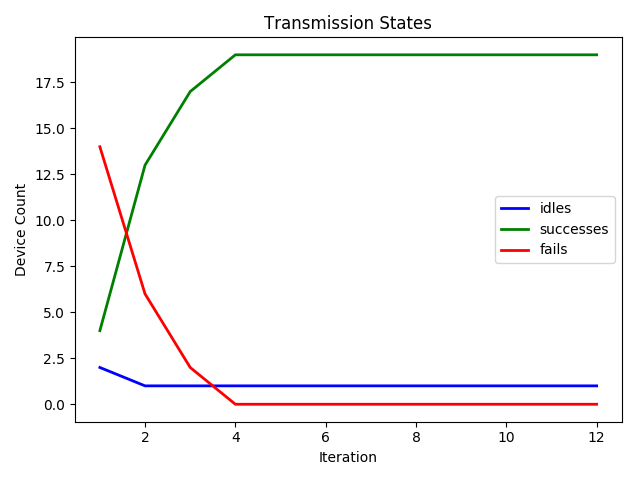 Transmission States
Device Count
17.5
15.0
12.5
10.0
7.5
5.0
2.5
0.0
idles
successes
fails
2
4
6
8
10
12
Iteration